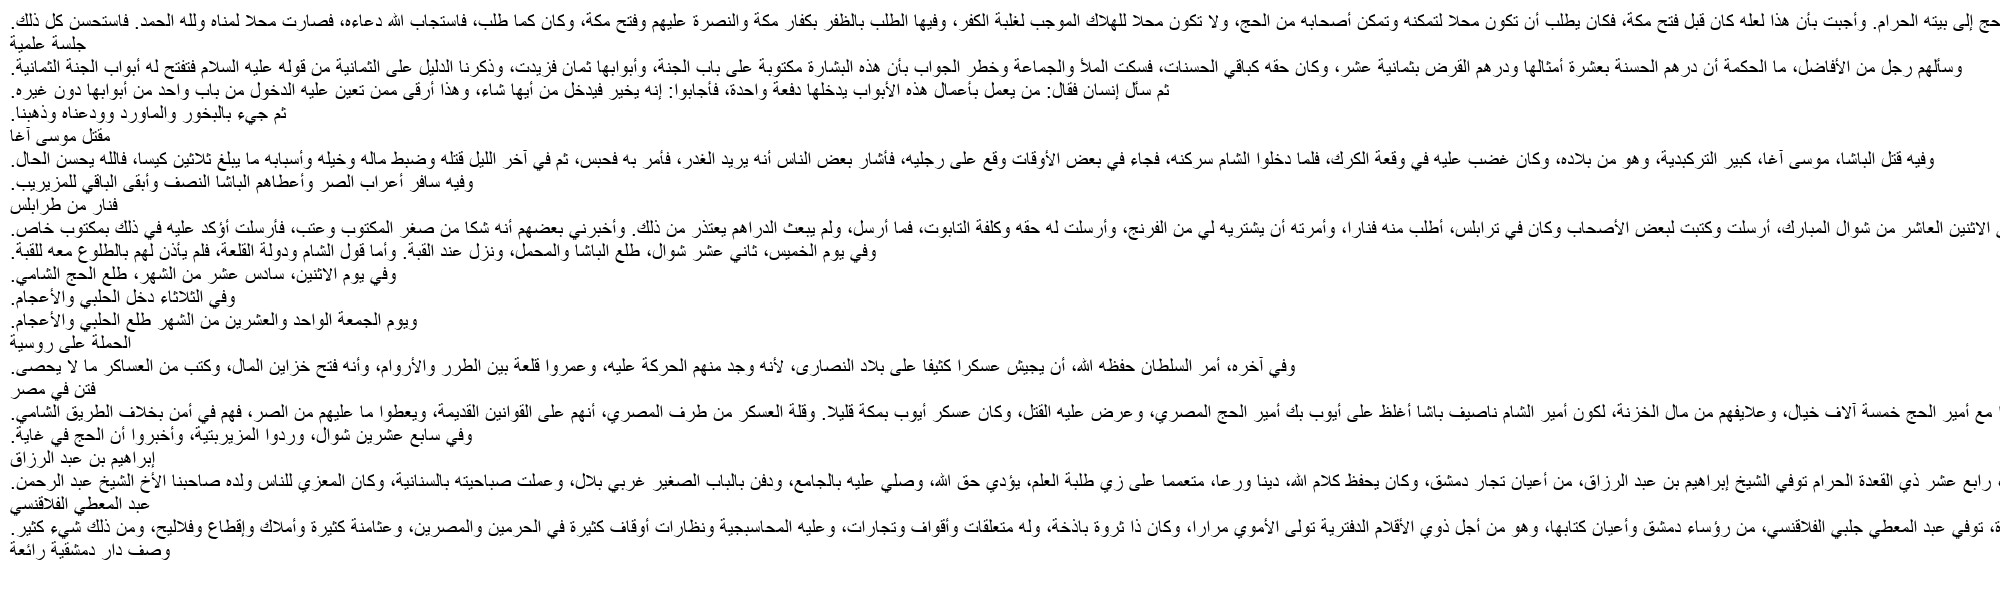 حج إلى بيته الحرام. وأجبت بأن هذا لعله كان قبل فتح مكة، فكان يطلب أن تكون محلا لتمكنه وتمكن أصحابه من الحج، ولا تكون محلا للهلاك الموجب لغلبة الكفر، وفيها الطلب بالظفر بكفار مكة والنصرة عليهم وفتح مكة، وكان كما طلب، فاستجاب الله دعاءه، فصارت محلا لمناه ولله الحمد. فاستحسن كل ذلك.
جلسة علمية
وسألهم رجل من الأفاضل، ما الحكمة أن درهم الحسنة بعشرة أمثالها ودرهم القرض بثمانية عشر، وكان حقه كباقي الحسنات، فسكت الملأ والجماعة وخطر الجواب بأن هذه البشارة مكتوبة على باب الجنة، وأبوابها ثمان فزيدت، وذكرنا الدليل على الثمانية من قوله عليه السلام فتفتح له أبواب الجنة الثمانية.
ثم سأل إنسان فقال: من يعمل بأعمال هذه الأبواب يدخلها دفعة واحدة، فأجابوا: إنه يخير فيدخل من أيها شاء، وهذا أرقى ممن تعين عليه الدخول من باب واحد من أبوابها دون غيره.
ثم جيء بالبخور والماورد وودعناه وذهبنا.
مقتل موسى آغا
وفيه قتل الباشا، موسى آغا، كبير التركبدية، وهو من بلاده، وكان غضب عليه في وقعة الكرك، فلما دخلوا الشام سركنه، فجاء في بعض الأوقات وقع على رجليه، فأشار بعض الناس أنه يريد الغدر، فأمر به فحبس، ثم في آخر الليل قتله وضبط ماله وخيله وأسبابه ما يبلغ ثلاثين كيسا، فالله يحسن الحال.
وفيه سافر أعراب الصر وأعطاهم الباشا النصف وأبقى الباقي للمزيريب.
فنار من طرابلس
الاثنين العاشر من شوال المبارك، أرسلت وكتبت لبعض الأصحاب وكان في ترابلس، أطلب منه فنارا، وأمرته أن يشتريه لي من الفرنج، وأرسلت له حقه وكلفة التابوت، فما أرسل، ولم يبعث الدراهم يعتذر من ذلك. وأخبرني بعضهم أنه شكا من صغر المكتوب وعتب، فأرسلت أؤكد عليه في ذلك بمكتوب خاص.
وفي يوم الخميس، ثاني عشر شوال، طلع الباشا والمحمل، ونزل عند القبة. وأما قول الشام ودولة القلعة، فلم يأذن لهم بالطلوع معه للقبة.
وفي يوم الاثنين، سادس عشر من الشهر، طلع الحج الشامي.
وفي الثلاثاء دخل الحلبي والأعجام.
ويوم الجمعة الواحد والعشرين من الشهر طلع الحلبي والأعجام.
الحملة على روسية
وفي آخره، أمر السلطان حفظه الله، أن يجيش عسكرا كثيفا على بلاد النصارى، لأنه وجد منهم الحركة عليه، وعمروا قلعة بين الطرر والأروام، وأنه فتح خزاين المال، وكتب من العساكر ما لا يحصى.
فتن في مصر
مع أمير الحج خمسة آلاف خيال، وعلايفهم من مال الخزنة، لكون أمير الشام ناصيف باشا أغلظ على أيوب بك أمير الحج المصري، وعرض عليه القتل، وكان عسكر أيوب بمكة قليلا. وقلة العسكر من طرف المصري، أنهم على القوانين القديمة، ويعطوا ما عليهم من الصر، فهم في أمن بخلاف الطريق الشامي.
وفي سابع عشرين شوال، وردوا المزيربتية، وأخبروا أن الحج في غاية.
إبراهيم بن عبد الرزاق
رابع عشر ذي القعدة الحرام توفي الشيخ إبراهيم بن عبد الرزاق، من أعيان تجار دمشق، وكان يحفظ كلام الله، دينا ورعا، متعمما على زي طلبة العلم، يؤدي حق الله، وصلي عليه بالجامع، ودفن بالباب الصغير غربي بلال، وعملت صباحيته بالسنانية، وكان المعزي للناس ولده صاحبنا الأخ الشيخ عبد الرحمن.
عبد المعطي الفلاقنسي
توفي عبد المعطي جلبي الفلاقنسي، من رؤساء دمشق وأعيان كتابها، وهو من أجل ذوي الأقلام الدفترية تولى الأموي مرارا، وكان ذا ثروة باذخة، وله متعلقات وأقواف وتجارات، وعليه المحاسبجية ونظارات أوقاف كثيرة في الحرمين والمصرين، وعثامنة كثيرة وأملاك وإقطاع وفلاليح، ومن ذلك شيء كثير.
وصف دار دمشقية رائعة